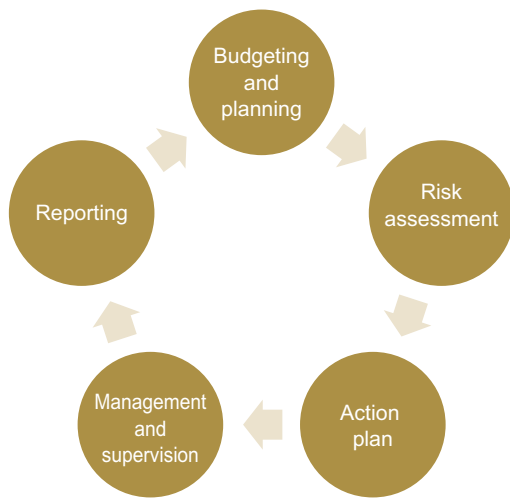 Budgeting
and
planning
Risk
assessment
Action
plan
Management
and
supervision
Reporting